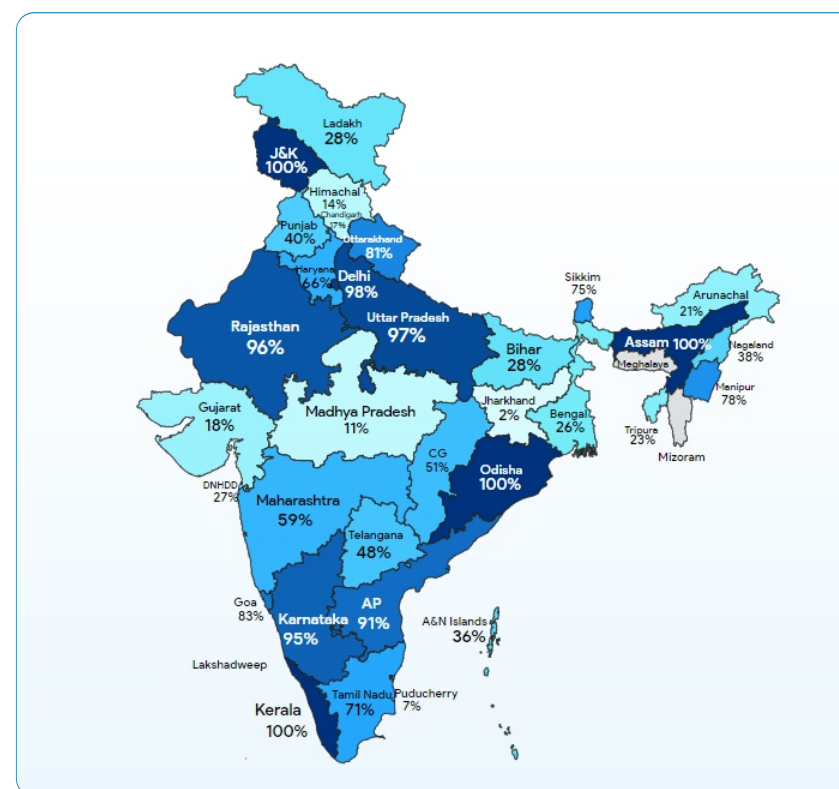 Ladakh
28%
J&K
100%
Himachal
14%
Chandigarh
17%
Punjab
40%
Uttarakhand
81%
Haryana
66%
Delhi
98%
Sikkim
75%
Arunachal
21%
Rajasthan
96%
Uttar Pradesh
97%
Assam 100%
Nagaland
38%
Bihar
28%
Meghalaya
Manipur
78%
Gujarat
18%
Madhya Pradesh
11%
Jharkhand
2%
Bengal
26%
Tripura
23%
Mizoram
CG
51%
Odisha
100%
DNHDD
27%
Maharashtra
59%
Telangana
48%
Goa
83%
Karnataka
95%
AP
91%
A&N Islands
36%
Lakshadweep
Kerala
100%
Tamil Nadu
71%
Puducherry
7%